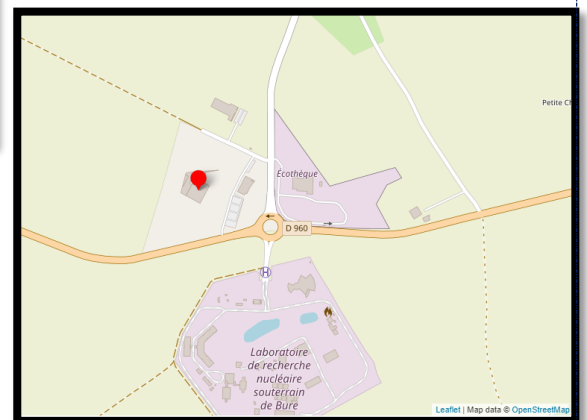 Petite Ch
Écothèque
D 960
H
Laboratoire
de recherche
nucléaire
souterrain
de Bure
Leaflet | Map data © OpenStreetMap